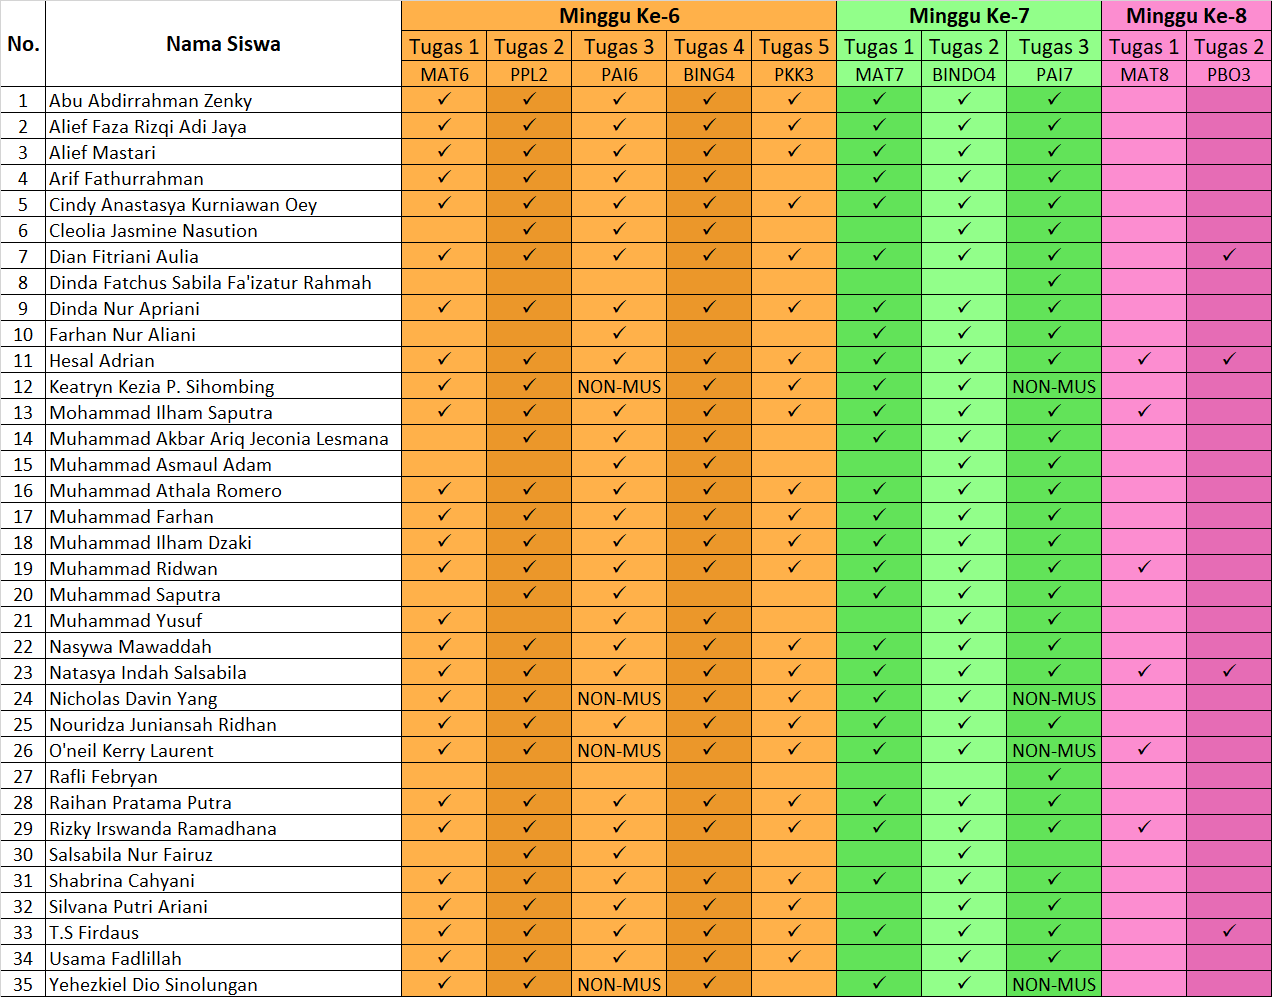 No. Nama Siswa Minggu Ke-6 Minggu Ke-7 Minggu Ke-8
Tugas 1 Tugas 2 Tugas 3 Tugas 4 Tugas 5 Tugas 1 Tugas 2 Tugas 3 Tugas 1 Tugas 2
MAT6 PPL2 PAI6 BING4 PKK3 MAT7 BINDO4 PAI7 MAT8 PBO3
1 Abu Abdirrahman Zenky ✓ ✓ ✓ ✓ ✓ ✓ ✓ ✓
2 Alief Faza Rizqi Adi Jaya ✓ ✓ ✓ ✓ ✓ ✓ ✓ ✓
3 Alief Mastari ✓ ✓ ✓ ✓ ✓ ✓ ✓ ✓
4 Arif Fathurrahman ✓ ✓ ✓ ✓ ✓ ✓ ✓
5 Cindy Anastasya Kurniawan Oey ✓ ✓ ✓ ✓ ✓ ✓ ✓ ✓
6 Cleolia Jasmine Nasution ✓ ✓ ✓ ✓ ✓
7 Dian Fitriani Aulia ✓ ✓ ✓ ✓ ✓ ✓ ✓ ✓ ✓
8 Dinda Fatchus Sabila Fa'izatur Rahmah ✓
9 Dinda Nur Apriani ✓ ✓ ✓ ✓ ✓ ✓ ✓ ✓
10 Farhan Nur Aliani ✓ ✓ ✓ ✓
11 Hesal Adrian ✓ ✓ ✓ ✓ ✓ ✓ ✓ ✓ ✓ ✓
12 Keatryn Kezia P. Sihombing ✓ ✓ NON-MUS ✓ ✓ ✓ ✓ NON-MUS
13 Mohammad Ilham Saputra ✓ ✓ ✓ ✓ ✓ ✓ ✓ ✓ ✓
14 Muhammad Akbar Ariq Jeconia Lesmana ✓ ✓ ✓ ✓ ✓ ✓
15 Muhammad Asmaul Adam ✓ ✓ ✓ ✓
16 Muhammad Athala Romero ✓ ✓ ✓ ✓ ✓ ✓ ✓ ✓
17 Muhammad Farhan ✓ ✓ ✓ ✓ ✓ ✓ ✓ ✓
18 Muhammad Ilham Dzaki ✓ ✓ ✓ ✓ ✓ ✓ ✓ ✓
19 Muhammad Ridwan ✓ ✓ ✓ ✓ ✓ ✓ ✓ ✓ ✓
20 Muhammad Saputra ✓ ✓ ✓ ✓ ✓
21 Muhammad Yusuf ✓ ✓ ✓ ✓ ✓
22 Nasywa Mawaddah ✓ ✓ ✓ ✓ ✓ ✓ ✓ ✓
23 Natasya Indah Salsabila ✓ ✓ ✓ ✓ ✓ ✓ ✓ ✓ ✓ ✓
24 Nicholas Davin Yang ✓ ✓ NON-MUS ✓ ✓ ✓ ✓ NON-MUS
25 Nouridza Juniansah Ridhan ✓ ✓ ✓ ✓ ✓ ✓ ✓ ✓
26 O'neil Kerry Laurent ✓ ✓ NON-MUS ✓ ✓ ✓ ✓ NON-MUS ✓
27 Rafli Febryan ✓
28 Raihan Pratama Putra ✓ ✓ ✓ ✓ ✓ ✓ ✓ ✓
29 Rizky Irswanda Ramadhana ✓ ✓ ✓ ✓ ✓ ✓ ✓ ✓ ✓
30 Salsabila Nur Fairuz ✓ ✓ ✓
31 Shabrina Cahyani ✓ ✓ ✓ ✓ ✓ ✓ ✓ ✓
32 Silvana Putri Ariani ✓ ✓ ✓ ✓ ✓ ✓ ✓
33 T.S Firdaus ✓ ✓ ✓ ✓ ✓ ✓ ✓ ✓ ✓
34 Usama Fadlillah ✓ ✓ ✓ ✓ ✓ ✓ ✓
35 Yehezkiel Dio Sinolungan ✓ ✓ NON-MUS ✓ ✓ ✓ NON-MUS